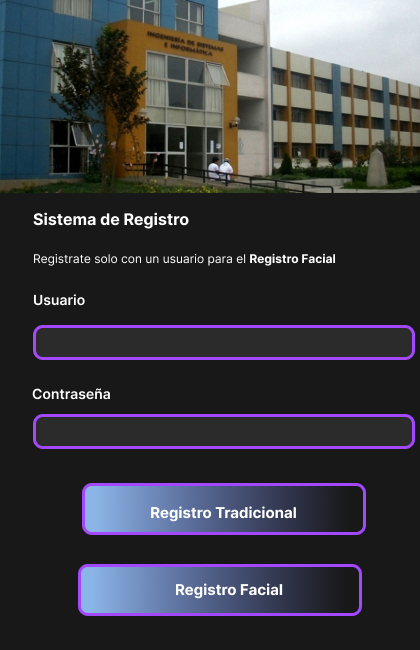 INGENIERÍA DE SISTEMAS
E INFORMÁTICA
Sistema de Registro
Registrate solo con un usuario para el Registro Facial
Usuario
Contraseña
Registro Tradicional
Registro Facial